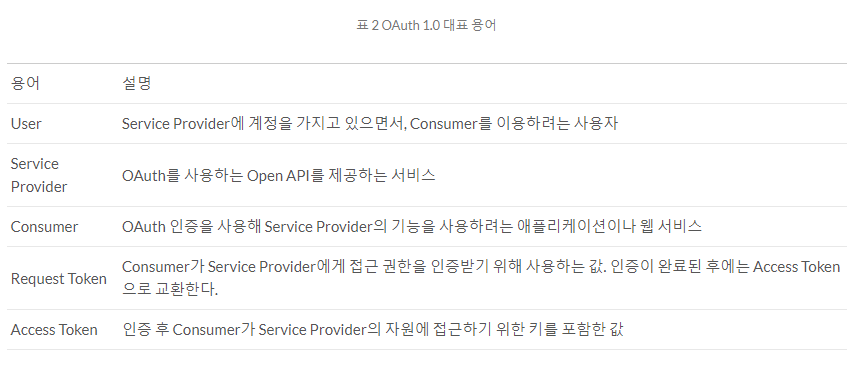 표 2 OAuth 1.0 대표 용어
용어 설명
User Service Provider에 계정을 가지고 있으면서, Consumer를 이용하려는 사용자
Service
Provider
OAuth를 사용하는 Open API를 제공하는 서비스
Consumer OAuth 인증을 사용해 Service Provider의 기능을 사용하려는 애플리케이션이나 웹 서비스
Request Token
Consumer가 Service Provider에게 접근 권한을 인증받기 위해 사용하는 값. 인증이 완료된 후에는 Access Token
으로 교환한다.
Access Token 인증 후 Consumer가 Service Provider의 자원에 접근하기 위한 키를 포함한 값